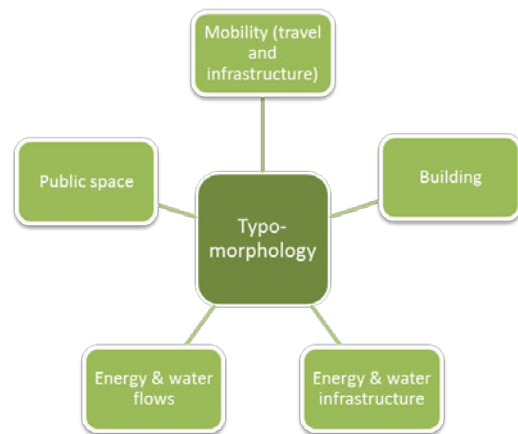 Mobility (travel
and
infrastructure)
Public space
Building
Typo-
morphology
Energy & water
flows
Energy & water
infrastructure